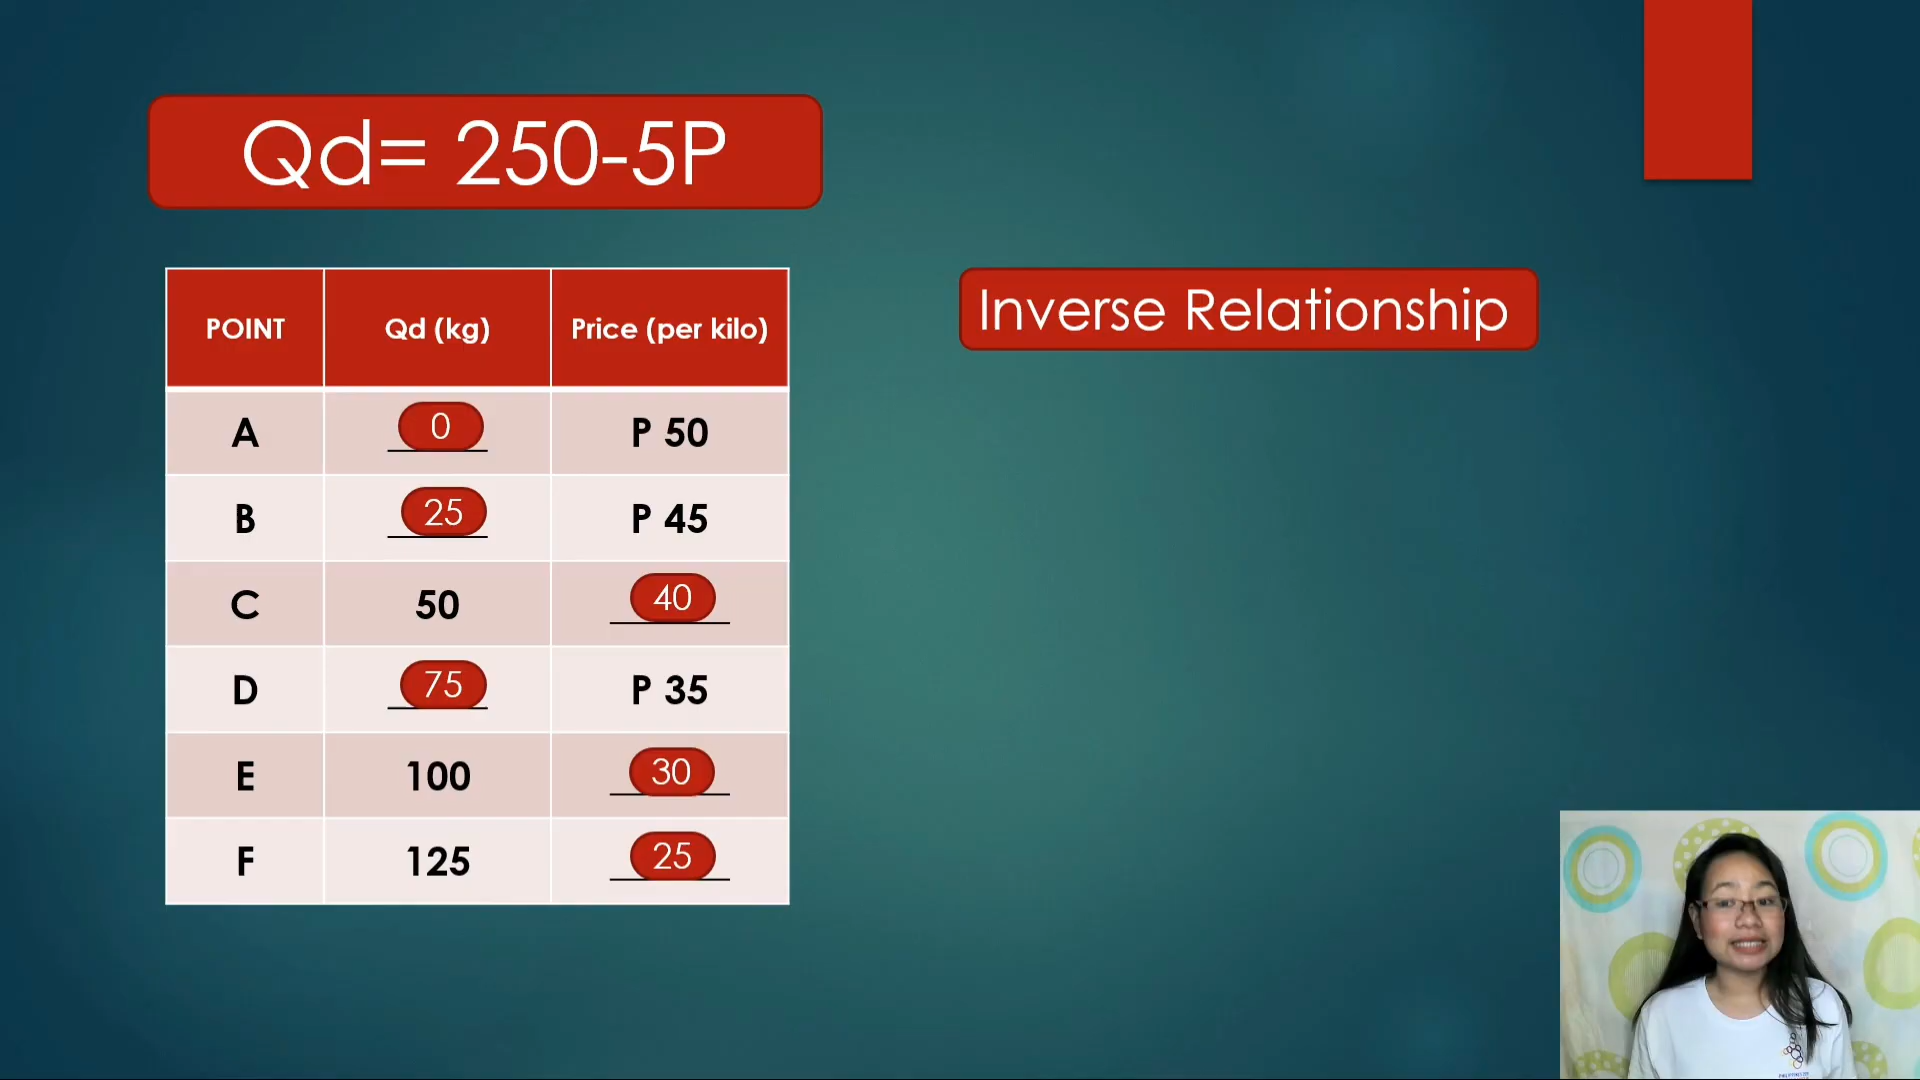 Qd= 250-5P
Inverse Relationship
POINT Qd (kg) Price (per kilo)
A 0 P 50
B 25 P 45
C 50 40
D 75 P 35
E 100 30
F 125 25